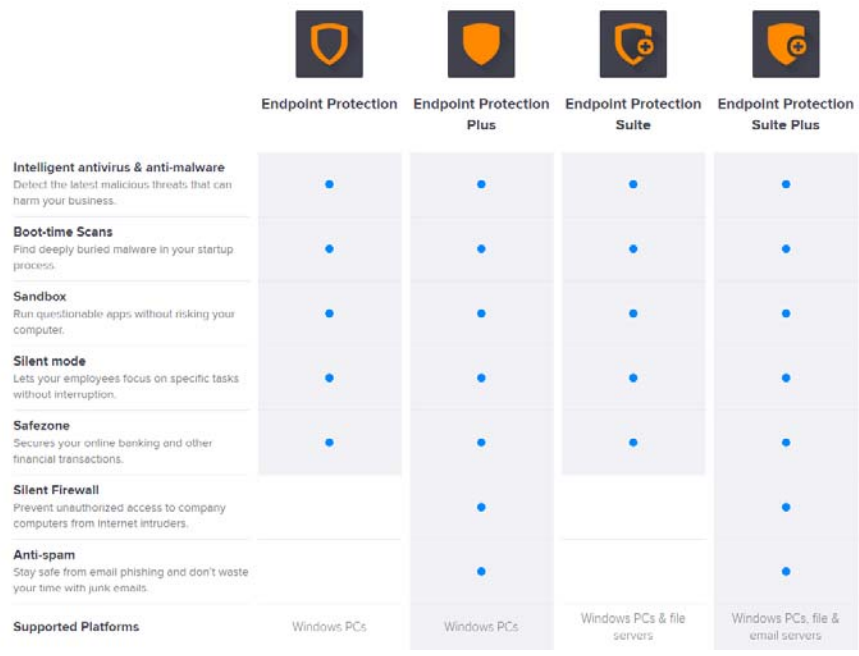 Endpoint Protection
Endpoint Protection
Plus
Endpoint Protection
Suite
Endpoint Protection
Suite Plus
Intelligent antivirus & anti-malware
Detect the latest malicious threats that can
harm your business.
Boot-time Scans
Find deeply buried malware in your startup
process.
Sandbox
Run questionable apps without risking your
computer.
Silent mode
Lets your employees focus on specific tasks
without interruption.
Safezone
Secures your online banking and other
financial transactions.
Silent Firewall
Prevent unauthorized access to company
computers from internet intruders.
Anti-spam
Stay safe from email phishing and don't waste
your time with junk emails.
Supported Platforms
Windows PCs
Windows PCs
Windows PCs & file
servers
Windows PCs, file &
email servers